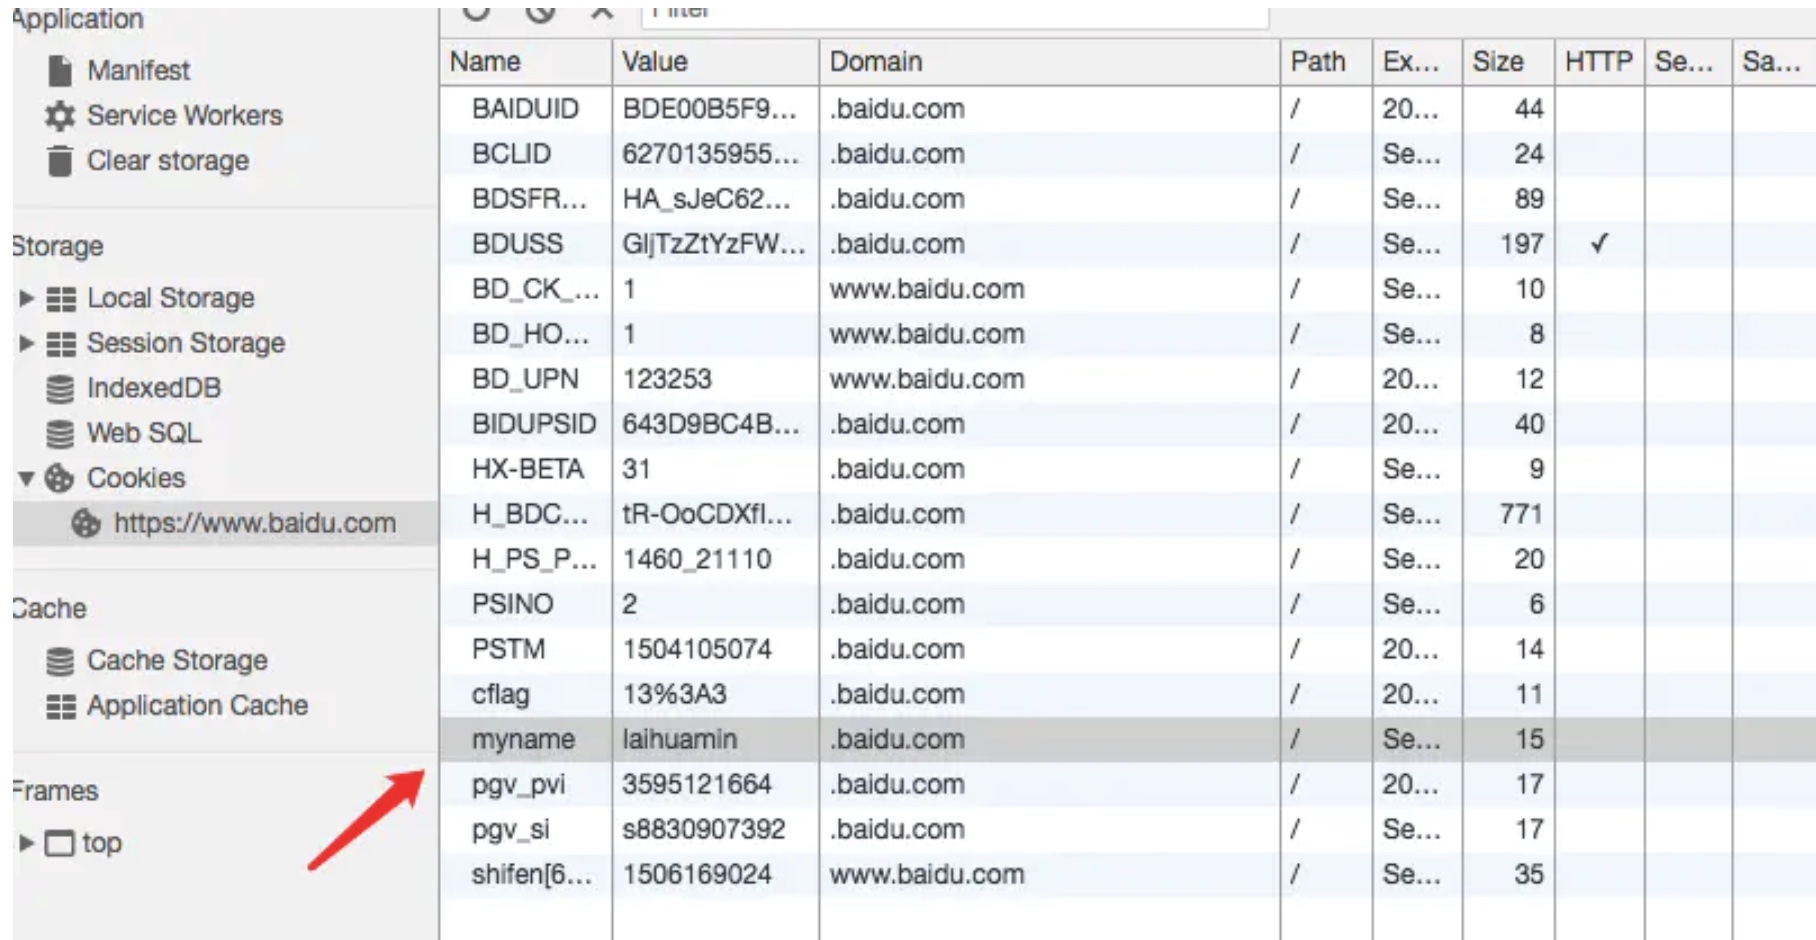 Application
Manifest
Service Workers
Clear storage
Storage
Local Storage
Session Storage
IndexedDB
Web SQL
Cookies
https://www.baidu.com
Cache
Cache Storage
Application Cache
Frames
top
Filter
Name Value Domain Path Ex... Size HTTP Se... Sa...
BAIDUID BDE00B5F9... .baidu.com / 20... 44
BCLID 6270135955... .baidu.com / Se... 24
BDSFR... HA_sJeC62... .baidu.com / Se... 89
BDUSS GljTzZtYzFW... .baidu.com / Se... 197 ✓
BD_CK_... 1 www.baidu.com / Se... 10
BD_HO... 1 www.baidu.com / Se... 8
BD_UPN 123253 www.baidu.com / 20... 12
BIDUPSID 643D9BC4B... .baidu.com / 20... 40
HX-BETA 31 .baidu.com / Se... 9
H_BDC... tR-OoCDXfl... .baidu.com / Se... 771
H_PS_P... 1460_21110 .baidu.com / Se... 20
PSINO 2 .baidu.com / Se... 6
PSTM 1504105074 .baidu.com / 20... 14
cflag 13%3A3 .baidu.com / 20... 11
myname laihuamin .baidu.com / Se... 15
pgv_pvi 3595121664 .baidu.com / 20... 17
pgv_si s8830907392 .baidu.com / Se... 17
shifen[6... 1506169024 www.baidu.com / Se... 35